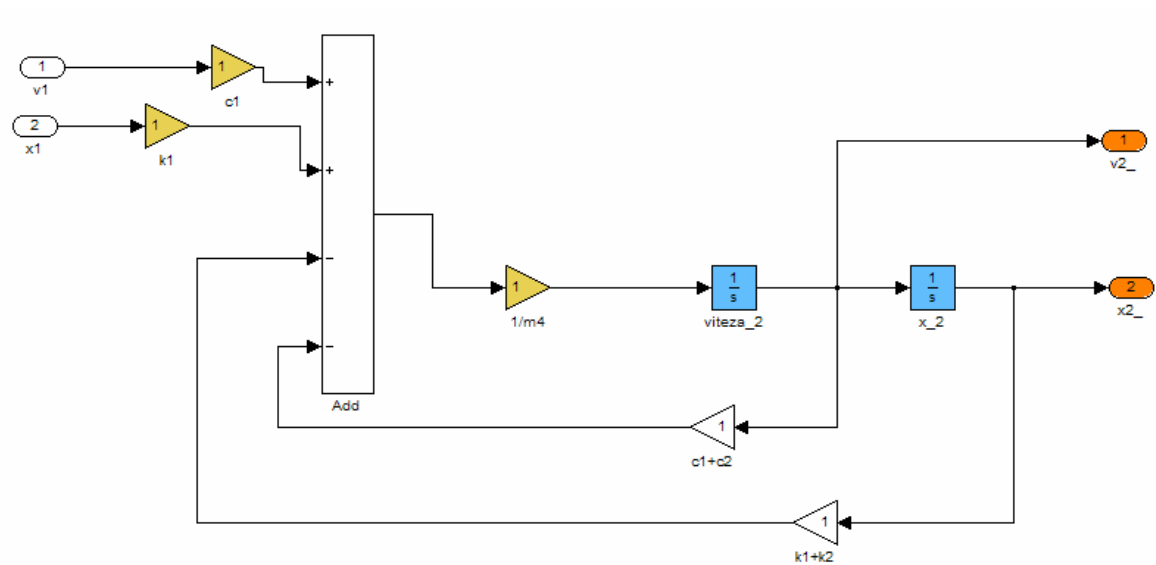 1
v1
1
c1
+
2
x1
1
k1
+
−
−
Add
1
1/m4
1
s
viteza_2
1
s
x_2
1
v2_
2
x2_
1
c1+c2
1
k1+k2